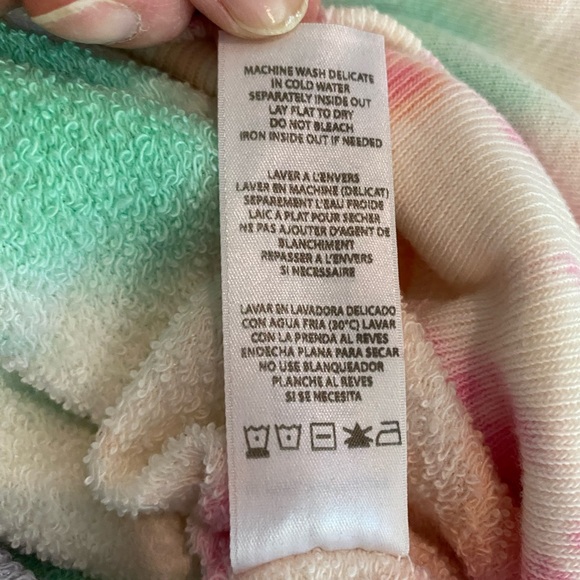 MACHINE WASH DELICATE
IN COLD WATER
SEPARATELY INSIDE OUT
LAY FLAT TO DRY
DO NOT BLEACH
IRON INSIDE OUT IF NEEDED
LAVER A L'ENVERS
LAVER EN MACHINE (DELICAT)
SEPAREMENT L'EAU FROIDE
LAIC A PLAT POUR SECHER
NE PAS AJOUTER D'AGENT DE
BLANCHIMENT
REPASSER A L'ENVERS
SI NECESSAIRE
LAVAR EN LAVADORA DELICADO
CON AGUA FRIA (30°C) LAVAR
CON LA PRENDA AL REVES
ENDECHA PLANA PARA SECAR
NO USE BLANQUEADOR
PLANCHE AL REVES
SI SE NECESITA